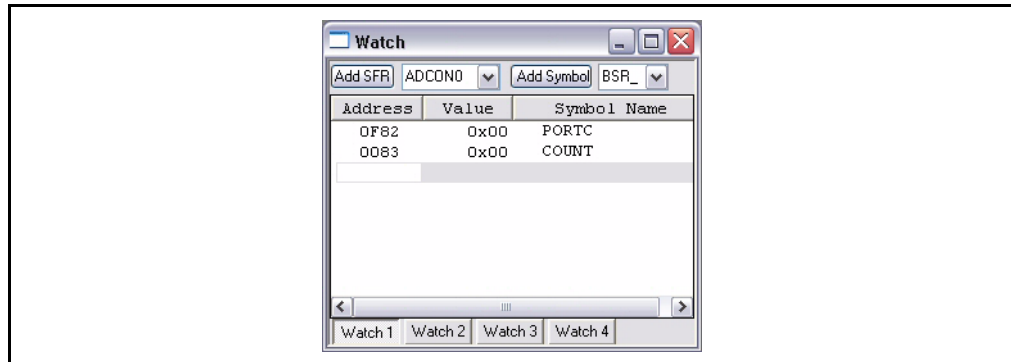 Watch
Add SFR ADCON0 Add Symbol BSR_
Address Value Symbol Name
0F82 0x00 PORTC
0083 0x00 COUNT
Watch 1 Watch 2 Watch 3 Watch 4